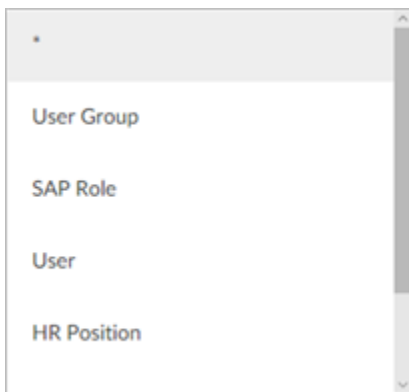 *
User Group
SAP Role
User
HR Position